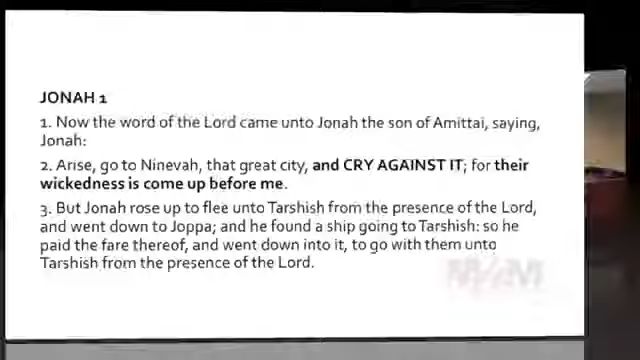 JONAH 1
1. Now the word of the Lord came unto Jonah the son of Amittai, saying,
Jonah:
2. Arise, go to Ninevah, that great city, and CRY AGAINST IT; for their
wickedness is come up before me.
3. But Jonah rose up to flee unto Tarshish from the presence of the Lord,
and went down to Joppa; and he found a ship going to Tarshish: so he
paid the fare thereof, and went down into it, to go with them unto
Tarshish from the presence of the Lord.